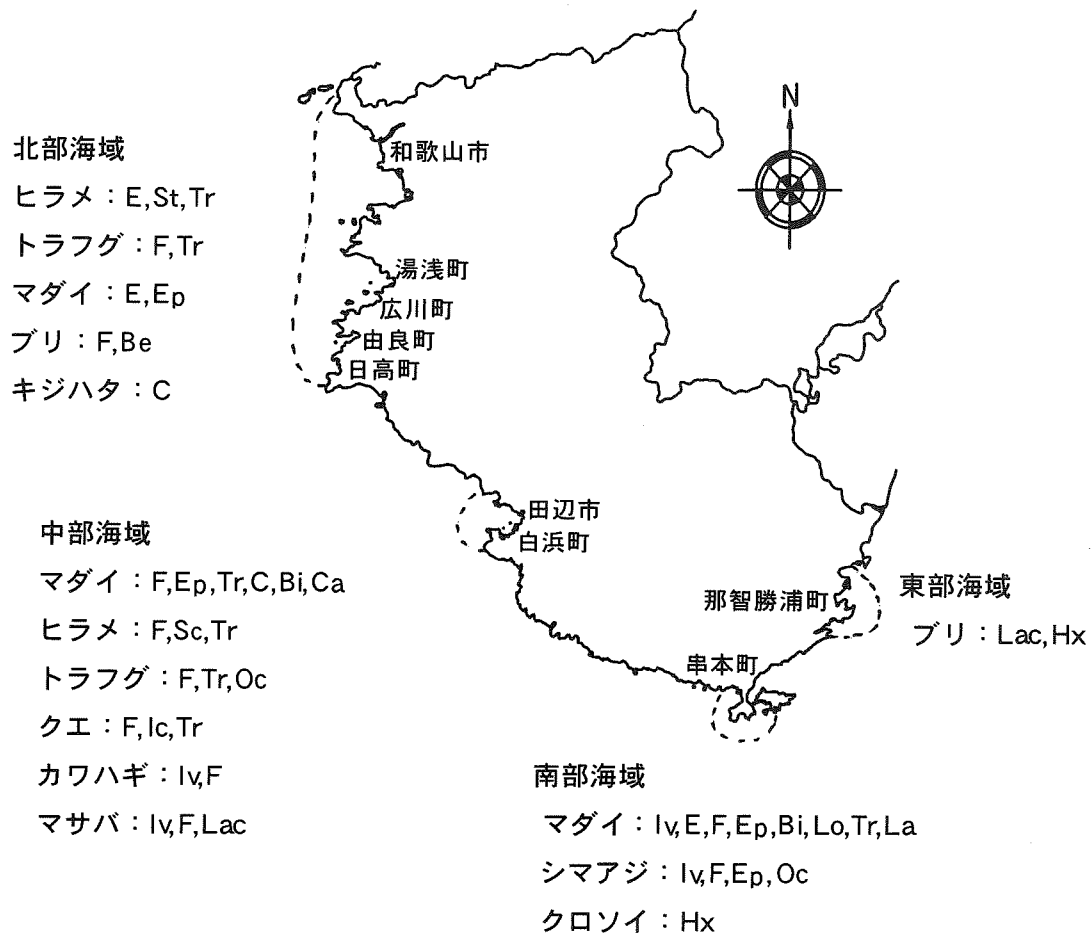 N
和歌山市
湯浅町
広川町
由良町
日高町
田辺市
白浜町
那智勝浦町
串本町
北部海域
ヒラメ：E,St,Tr
トラフグ：F,Tr
マダイ：E,Ep
ブリ：F,Be
キジハタ：C
中部海域
マダイ：F,Ep,Tr,C,Bi,Ca
ヒラメ：F,Sc,Tr
トラフグ：F,Tr,Oc
クエ：F,Ic,Tr
カワハギ：Iv,F
マサバ：Iv,F,Lac
東部海域
ブリ：Lac,Hx
南部海域
マダイ：Iv,E,F,Ep,Bi,Lo,Tr,La
シマアジ：Iv,F,Ep,Oc
クロソイ：Hx